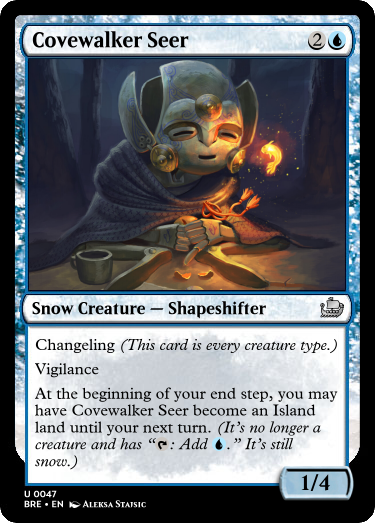 Covewalker Seer 2
Snow Creature — Shapeshifter
Changeling (This card is every creature type.)
Vigilance
At the beginning of your end step, you may
have Covewalker Seer become an Island
land until your next turn. (It's no longer a
creature and has “: Add .” It's still
snow.)
1/4
U 0047
BRE • EN Aleksa Stajsic